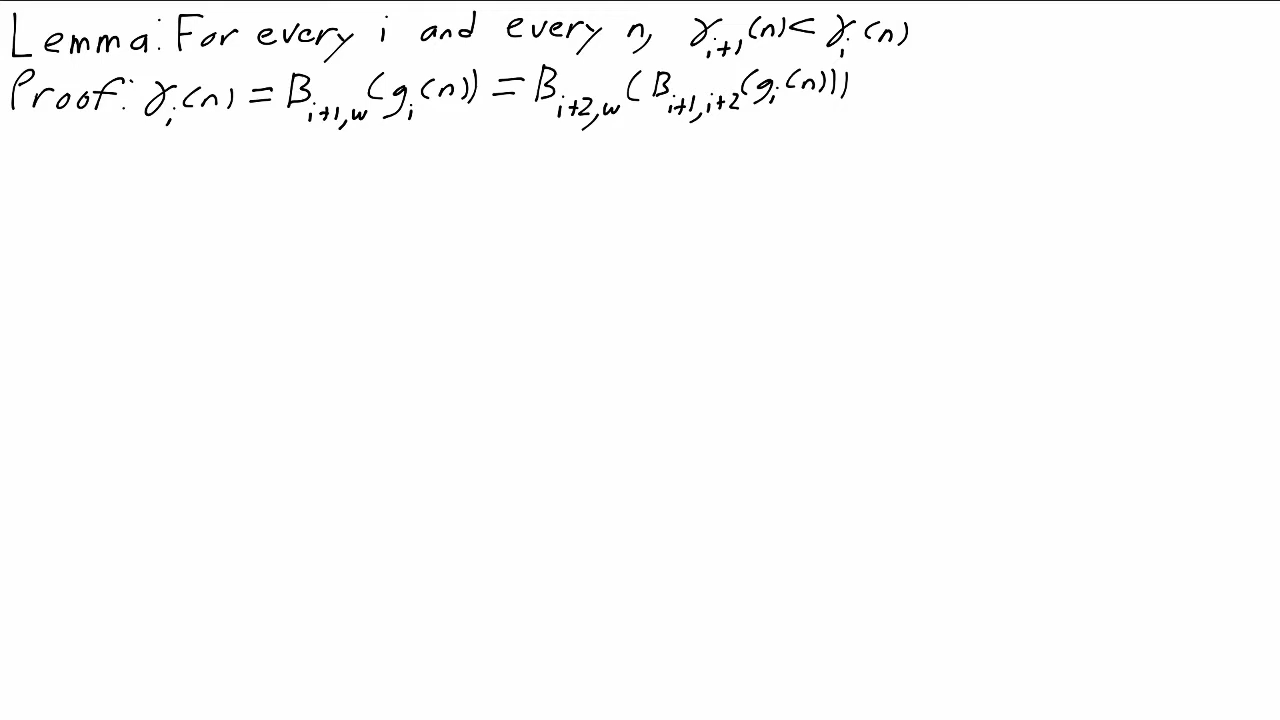 Lemma: For every i and every n, γ_{i+1}(n) < γ_i(n)
Proof: γ_i(n) = B_{i+1,w}(g_i(n)) = B_{i+2,w}(B_{i+1,i+2}(g_i(n)))